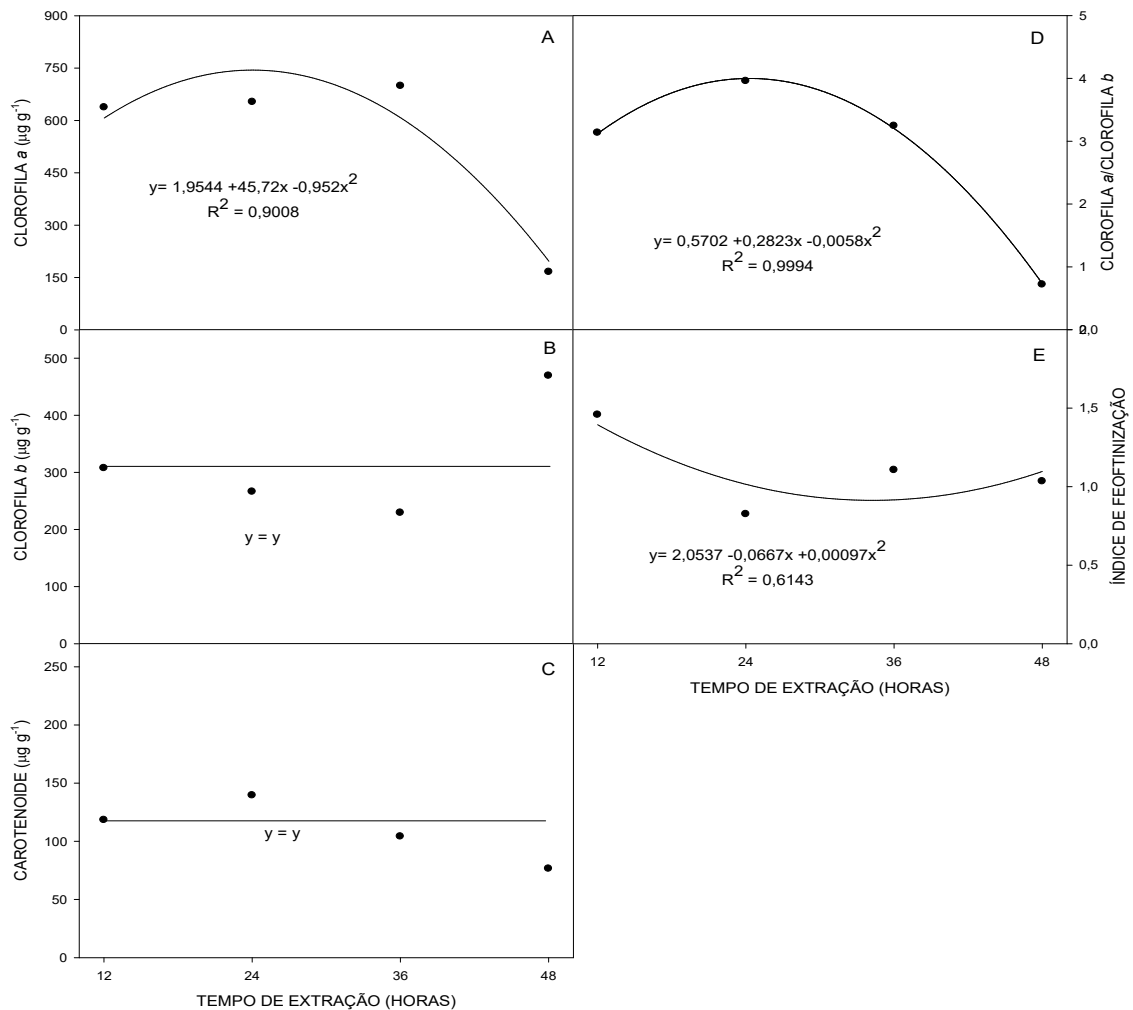 A
CLOROFILA a (µg g-1)
900
750
600
450
300
150
0
y= 1,9544 +45,72x -0,952x2
R2 = 0,9008
D
CLOROFILA a/CLOROFILA b
5
4
3
2
1
0
y= 0,5702 +0,2823x -0,0058x2
R2 = 0,9994
B
CLOROFILA b (µg g-1)
500
400
300
200
100
0
y = y
E
ÍNDICE DE FEOFTINIZAÇÃO
2,0
1,5
1,0
0,5
0,0
y= 2,0537 -0,0667x +0,00097x2
R2 = 0,6143
12
24
36
48
TEMPO DE EXTRAÇÃO (HORAS)
C
CAROTENOIDE (µg g-1)
250
200
150
100
50
0
y = y
12
24
36
48
TEMPO DE EXTRAÇÃO (HORAS)